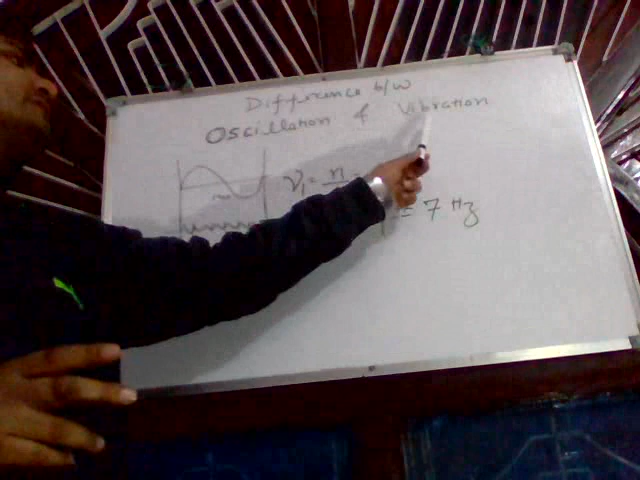 Difference b/w
Oscillation & Vibration
ν₁ = n
= 7 Hz